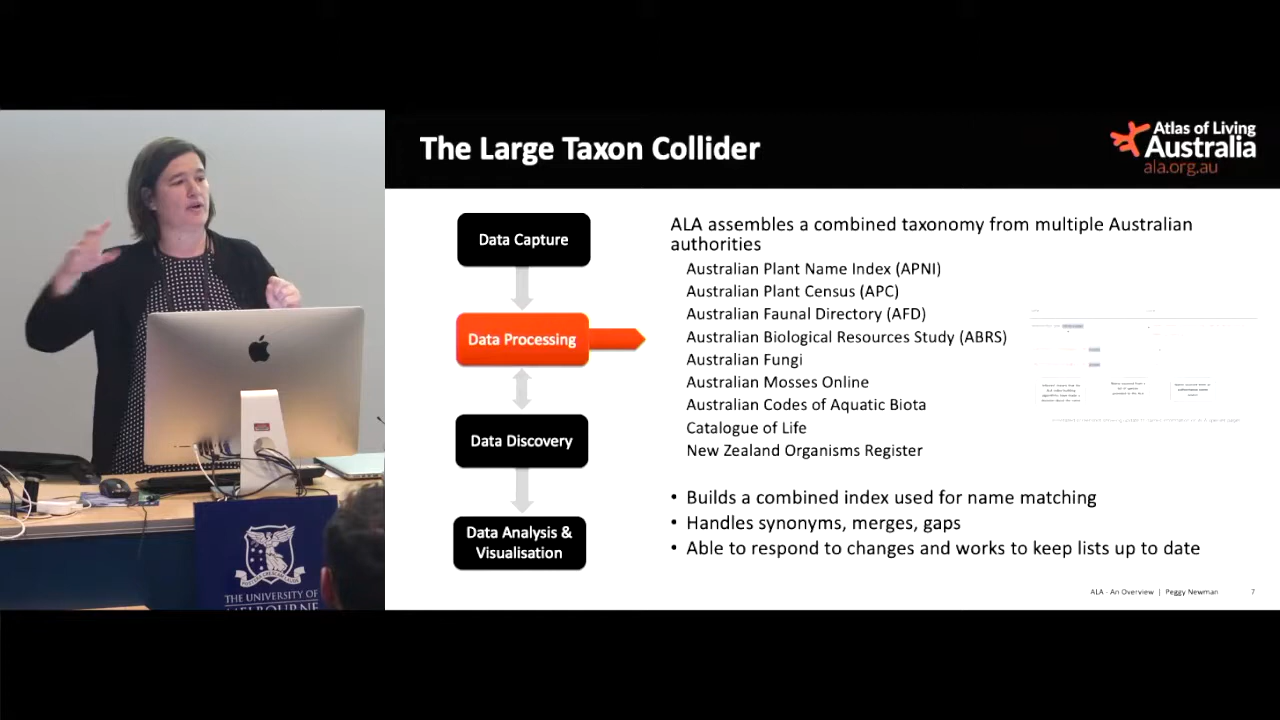 The Large Taxon Collider
Atlas of Living
Australia
ala.org.au
Data Capture
Data Processing
Data Discovery
Data Analysis &
Visualisation
ALA assembles a combined taxonomy from multiple Australian
authorities
Australian Plant Name Index (APNI)
Australian Plant Census (APC)
Australian Faunal Directory (AFD)
Australian Biological Resources Study (ABRS)
Australian Fungi
Australian Mosses Online
Australian Codes of Aquatic Biota
Catalogue of Life
New Zealand Organisms Register
• Builds a combined index used for name matching
• Handles synonyms, merges, gaps
• Able to respond to changes and works to keep lists up to date
ALA - An Overview | Peggy Newman 7
THE UNIVERSITY OF
MELBOURNE